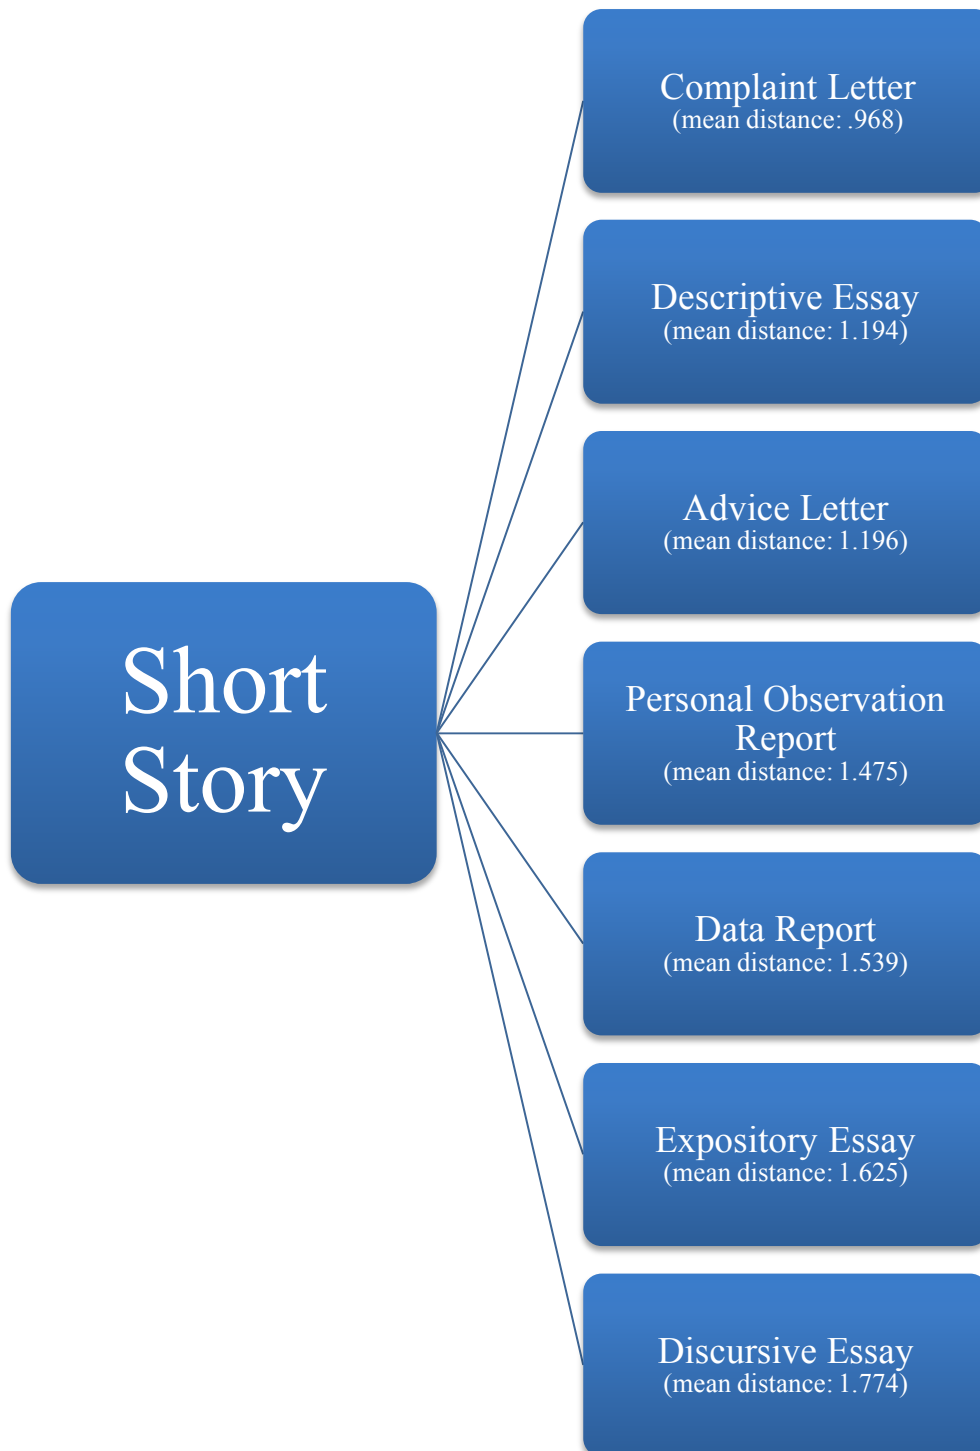 Complaint Letter
(mean distance: .968)
Descriptive Essay
(mean distance: 1.194)
Advice Letter
(mean distance: 1.196)
Short
Story
Personal Observation
Report
(mean distance: 1.475)
Data Report
(mean distance: 1.539)
Expository Essay
(mean distance: 1.625)
Discursive Essay
(mean distance: 1.774)